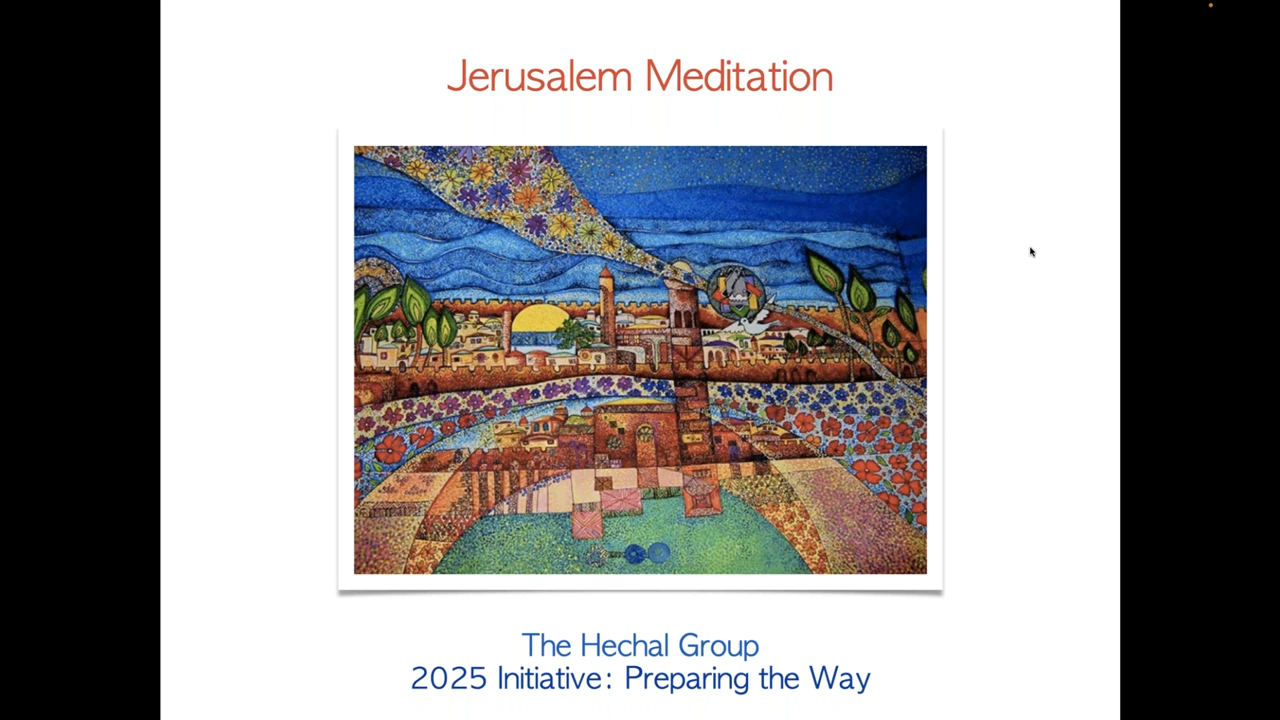 Jerusalem Meditation
The Hechal Group
2025 Initiative: Preparing the Way